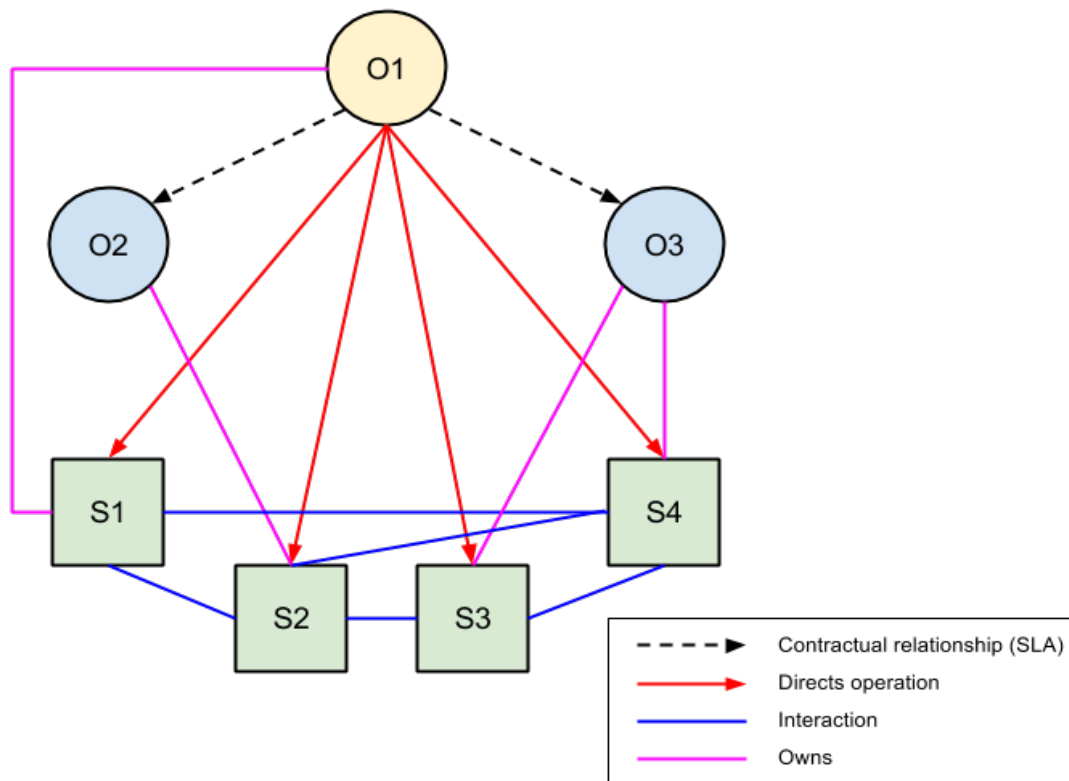 O1
O2
O3
S1
S4
S2
S3
Contractual relationship (SLA)
Directs operation
Interaction
Owns